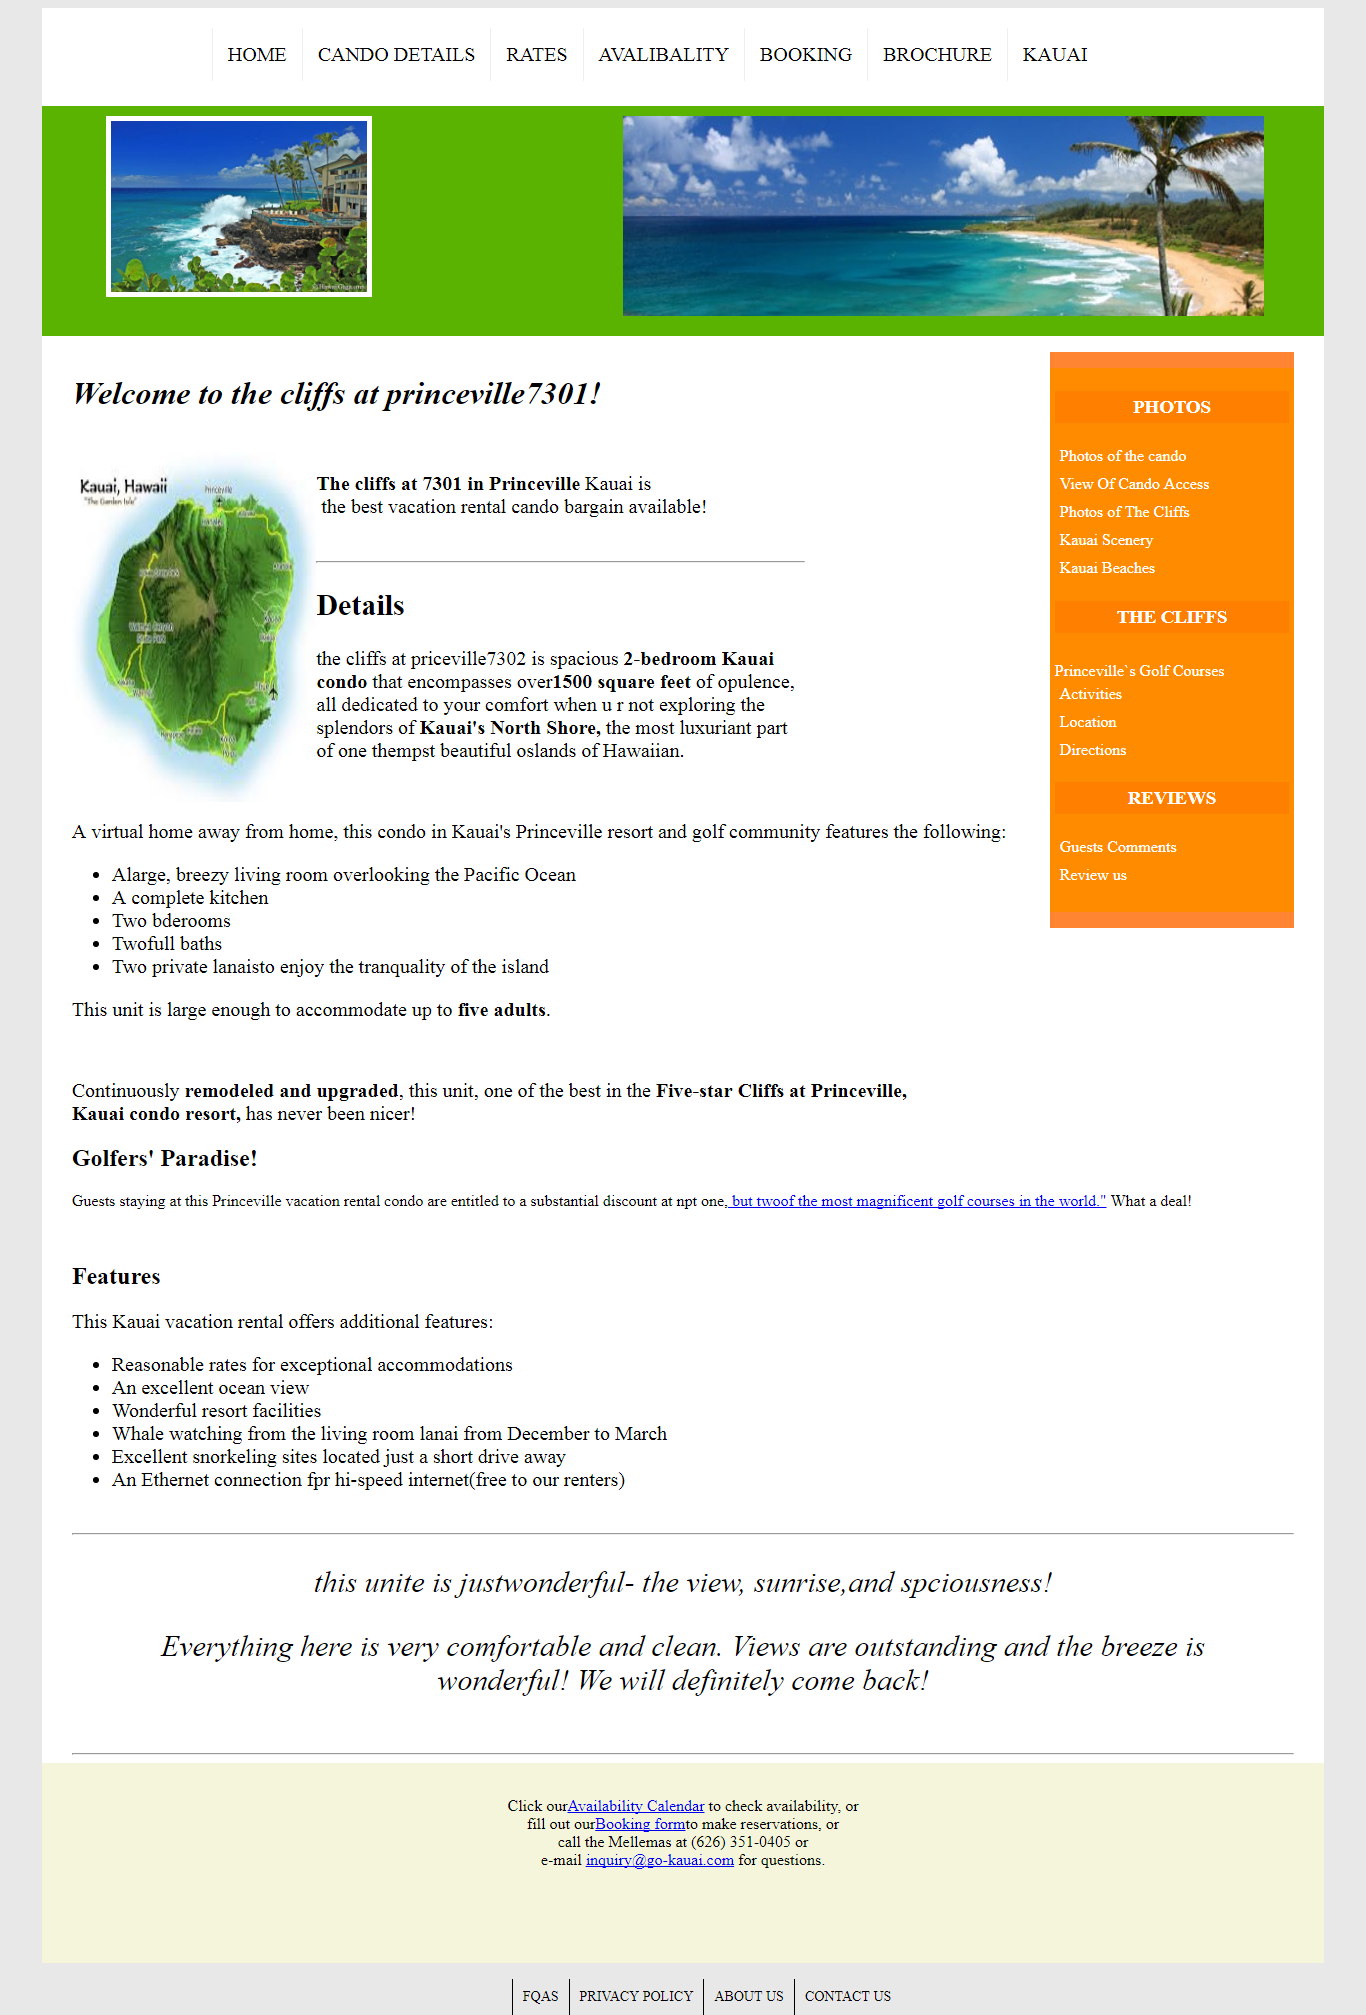 HOME CANDO DETAILS RATES AVALIBALITY BOOKING BROCHURE KAUAI
Welcome to the cliffs at princeville7301!
Kauai, Hawaii
"The Garden Isle"
Princeville
The cliffs at 7301 in Princeville Kauai is
the best vacation rental cando bargain available!
Details
the cliffs at priceville7302 is spacious 2-bedroom Kauai
condo that encompasses over1500 square feet of opulence,
all dedicated to your comfort when u r not exploring the
splendors of Kauai's North Shore, the most luxuriant part
of one thempst beautiful oslands of Hawaiian.
A virtual home away from home, this condo in Kauai's Princeville resort and golf community features the following:
• Alarge, breezy living room overlooking the Pacific Ocean
• A complete kitchen
• Two bderooms
• Twofull baths
• Two private lanaisto enjoy the tranquality of the island
This unit is large enough to accommodate up to five adults.
Continuously remodeled and upgraded, this unit, one of the best in the Five-star Cliffs at Princeville,
Kauai condo resort, has never been nicer!
Golfers' Paradise!
Guests staying at this Princeville vacation rental condo are entitled to a substantial discount at npt one, but twoof the most magnificent golf courses in the world." What a deal!
Features
This Kauai vacation rental offers additional features:
• Reasonable rates for exceptional accommodations
• An excellent ocean view
• Wonderful resort facilities
• Whale watching from the living room lanai from December to March
• Excellent snorkeling sites located just a short drive away
• An Ethernet connection fpr hi-speed internet(free to our renters)
PHOTOS
Photos of the cando
View Of Cando Access
Photos of The Cliffs
Kauai Scenery
Kauai Beaches
THE CLIFFS
Princeville`s Golf Courses
Activities
Location
Directions
REVIEWS
Guests Comments
Review us
this unite is justwonderful- the view, sunrise,and spciousness!
Everything here is very comfortable and clean. Views are outstanding and the breeze is
wonderful! We will definitely come back!
Click ourAvailability Calendar to check availability, or
fill out ourBooking formto make reservations, or
call the Mellemas at (626) 351-0405 or
e-mail inquiry@go-kauai.com for questions.
FQAS PRIVACY POLICY ABOUT US CONTACT US